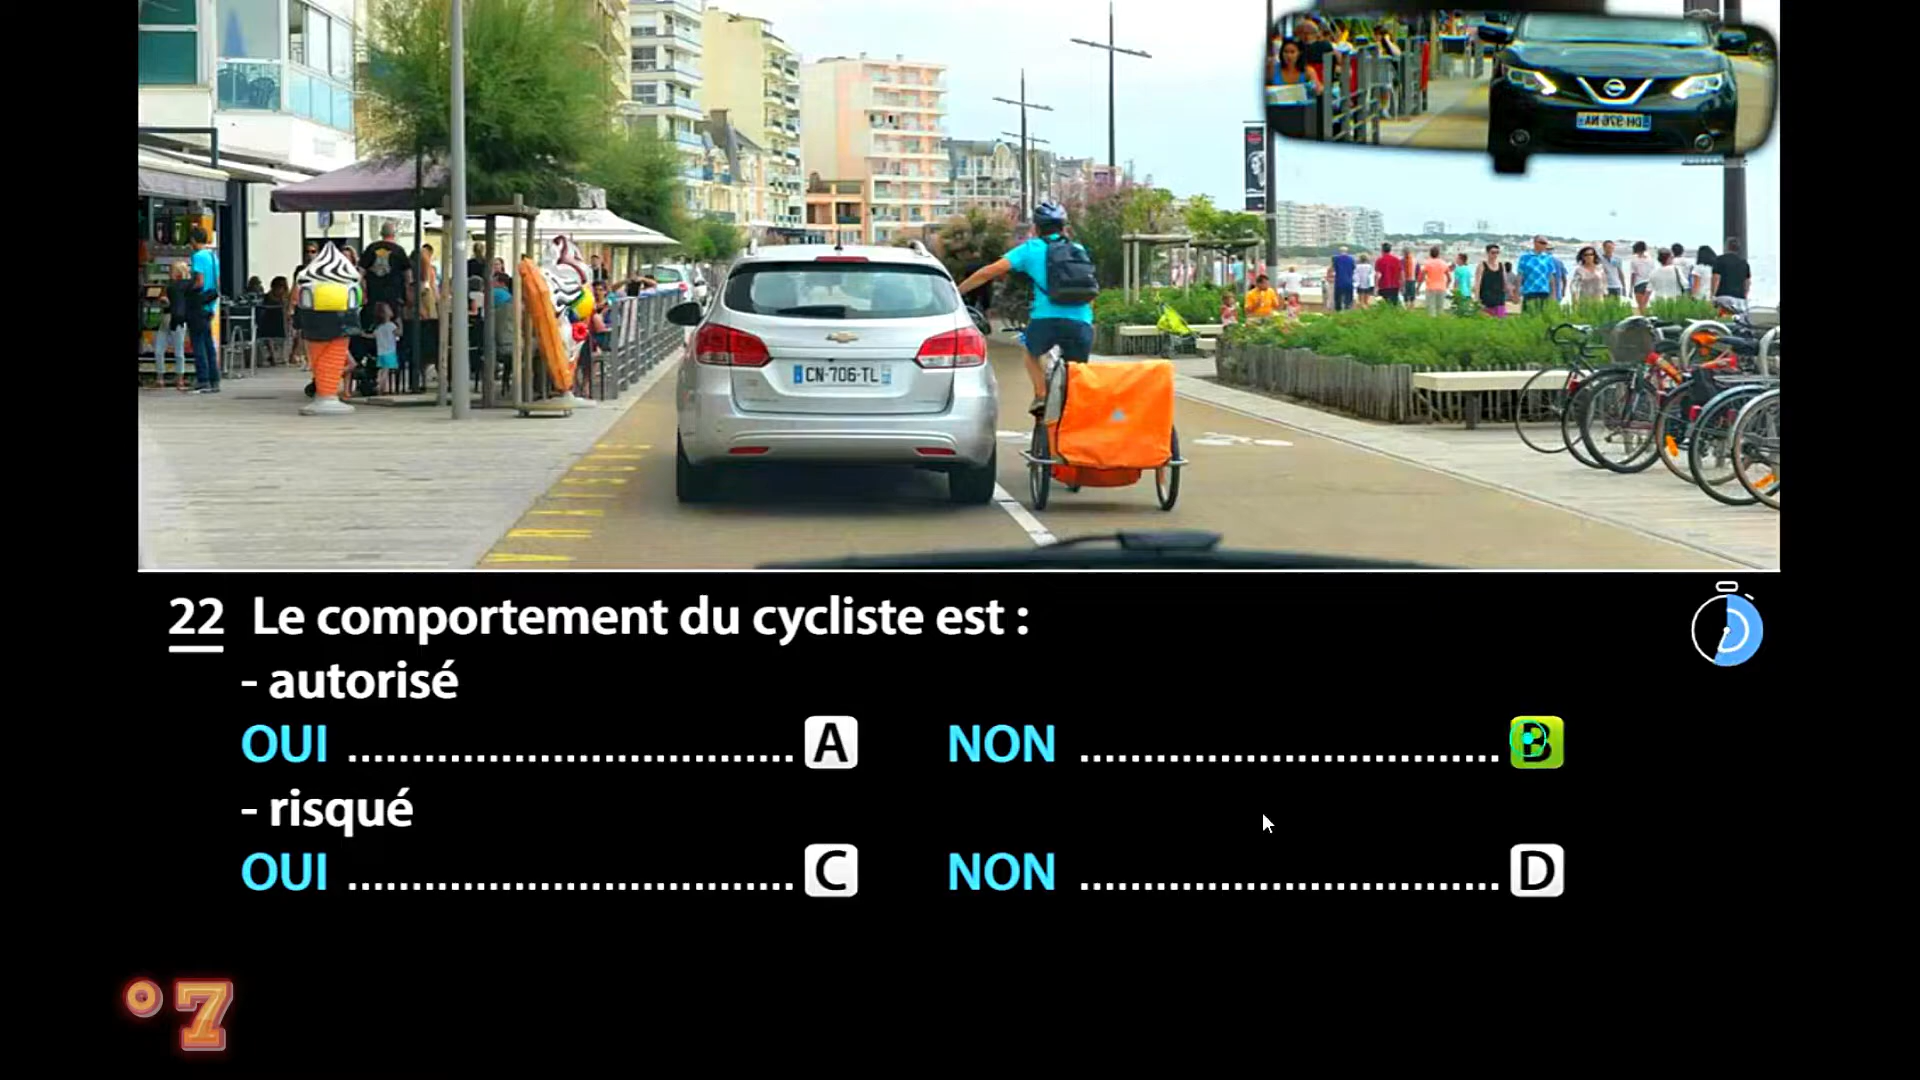 CN-706-TL
22 Le comportement du cycliste est :
- autorisé
OUI ................................... A NON ................................. B
- risqué
OUI ................................... C NON ................................. D
°7